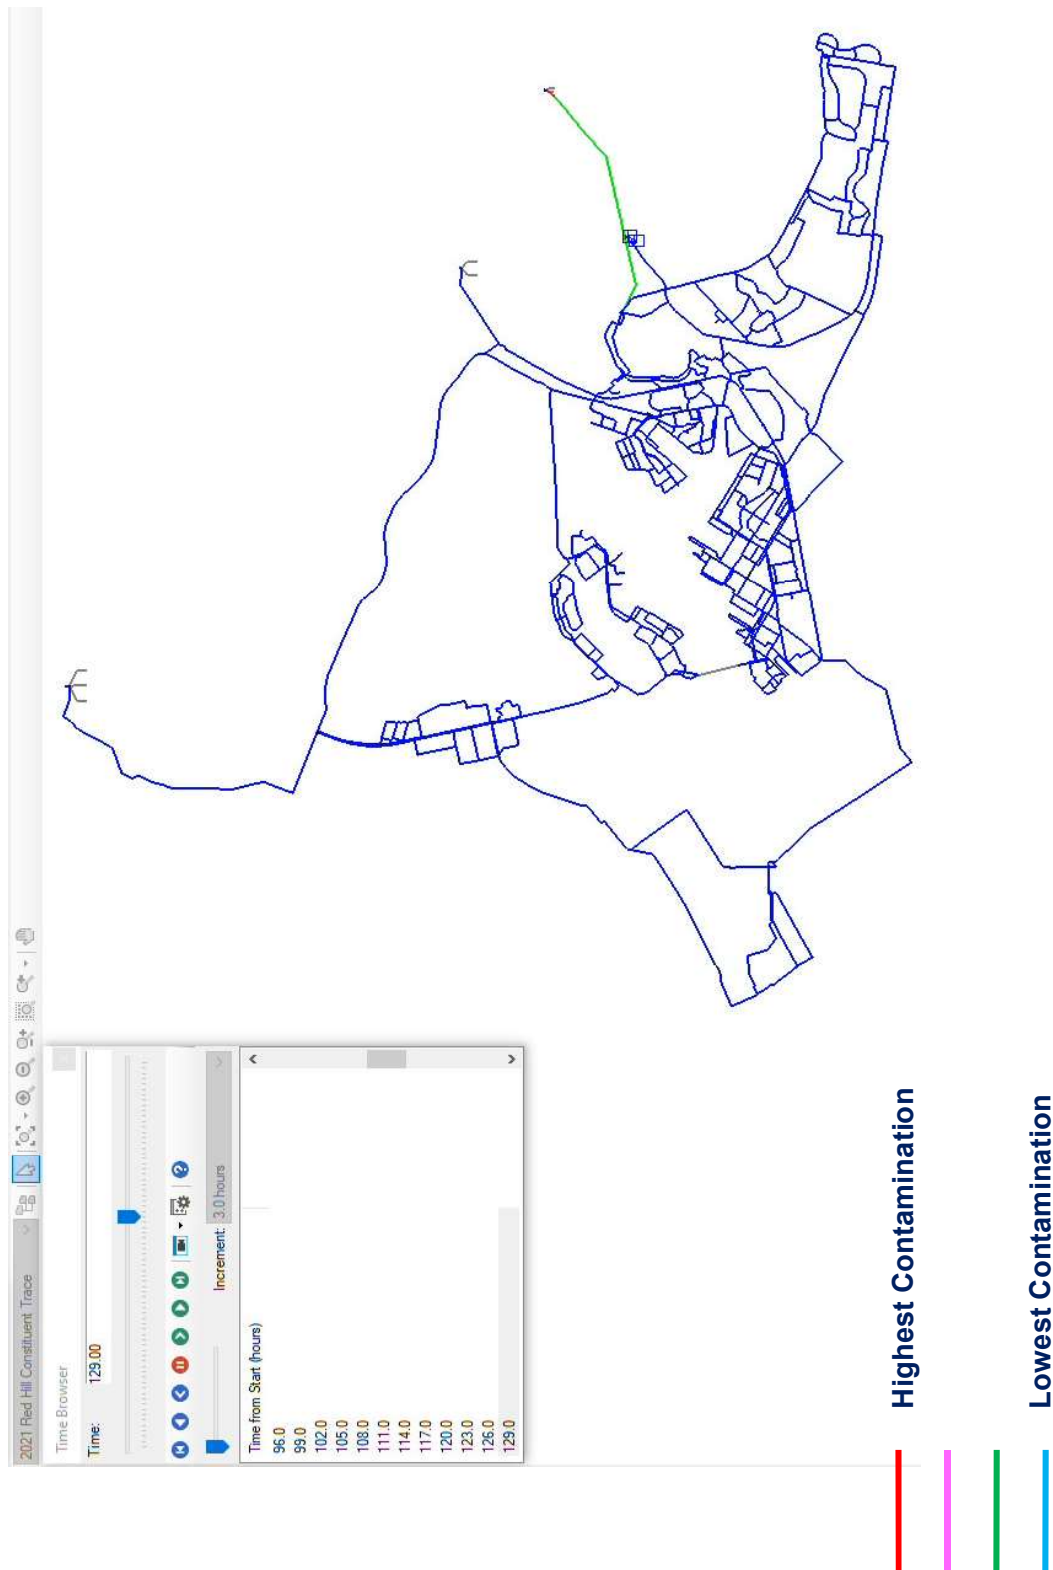 2021 Red Hill Constituent Trace
Time Browser
Time: 129.00
Increment: 3.0 hours
Time from Start (hours)
96.0
99.0
102.0
105.0
108.0
111.0
114.0
117.0
120.0
123.0
126.0
129.0
Highest Contamination
Lowest Contamination